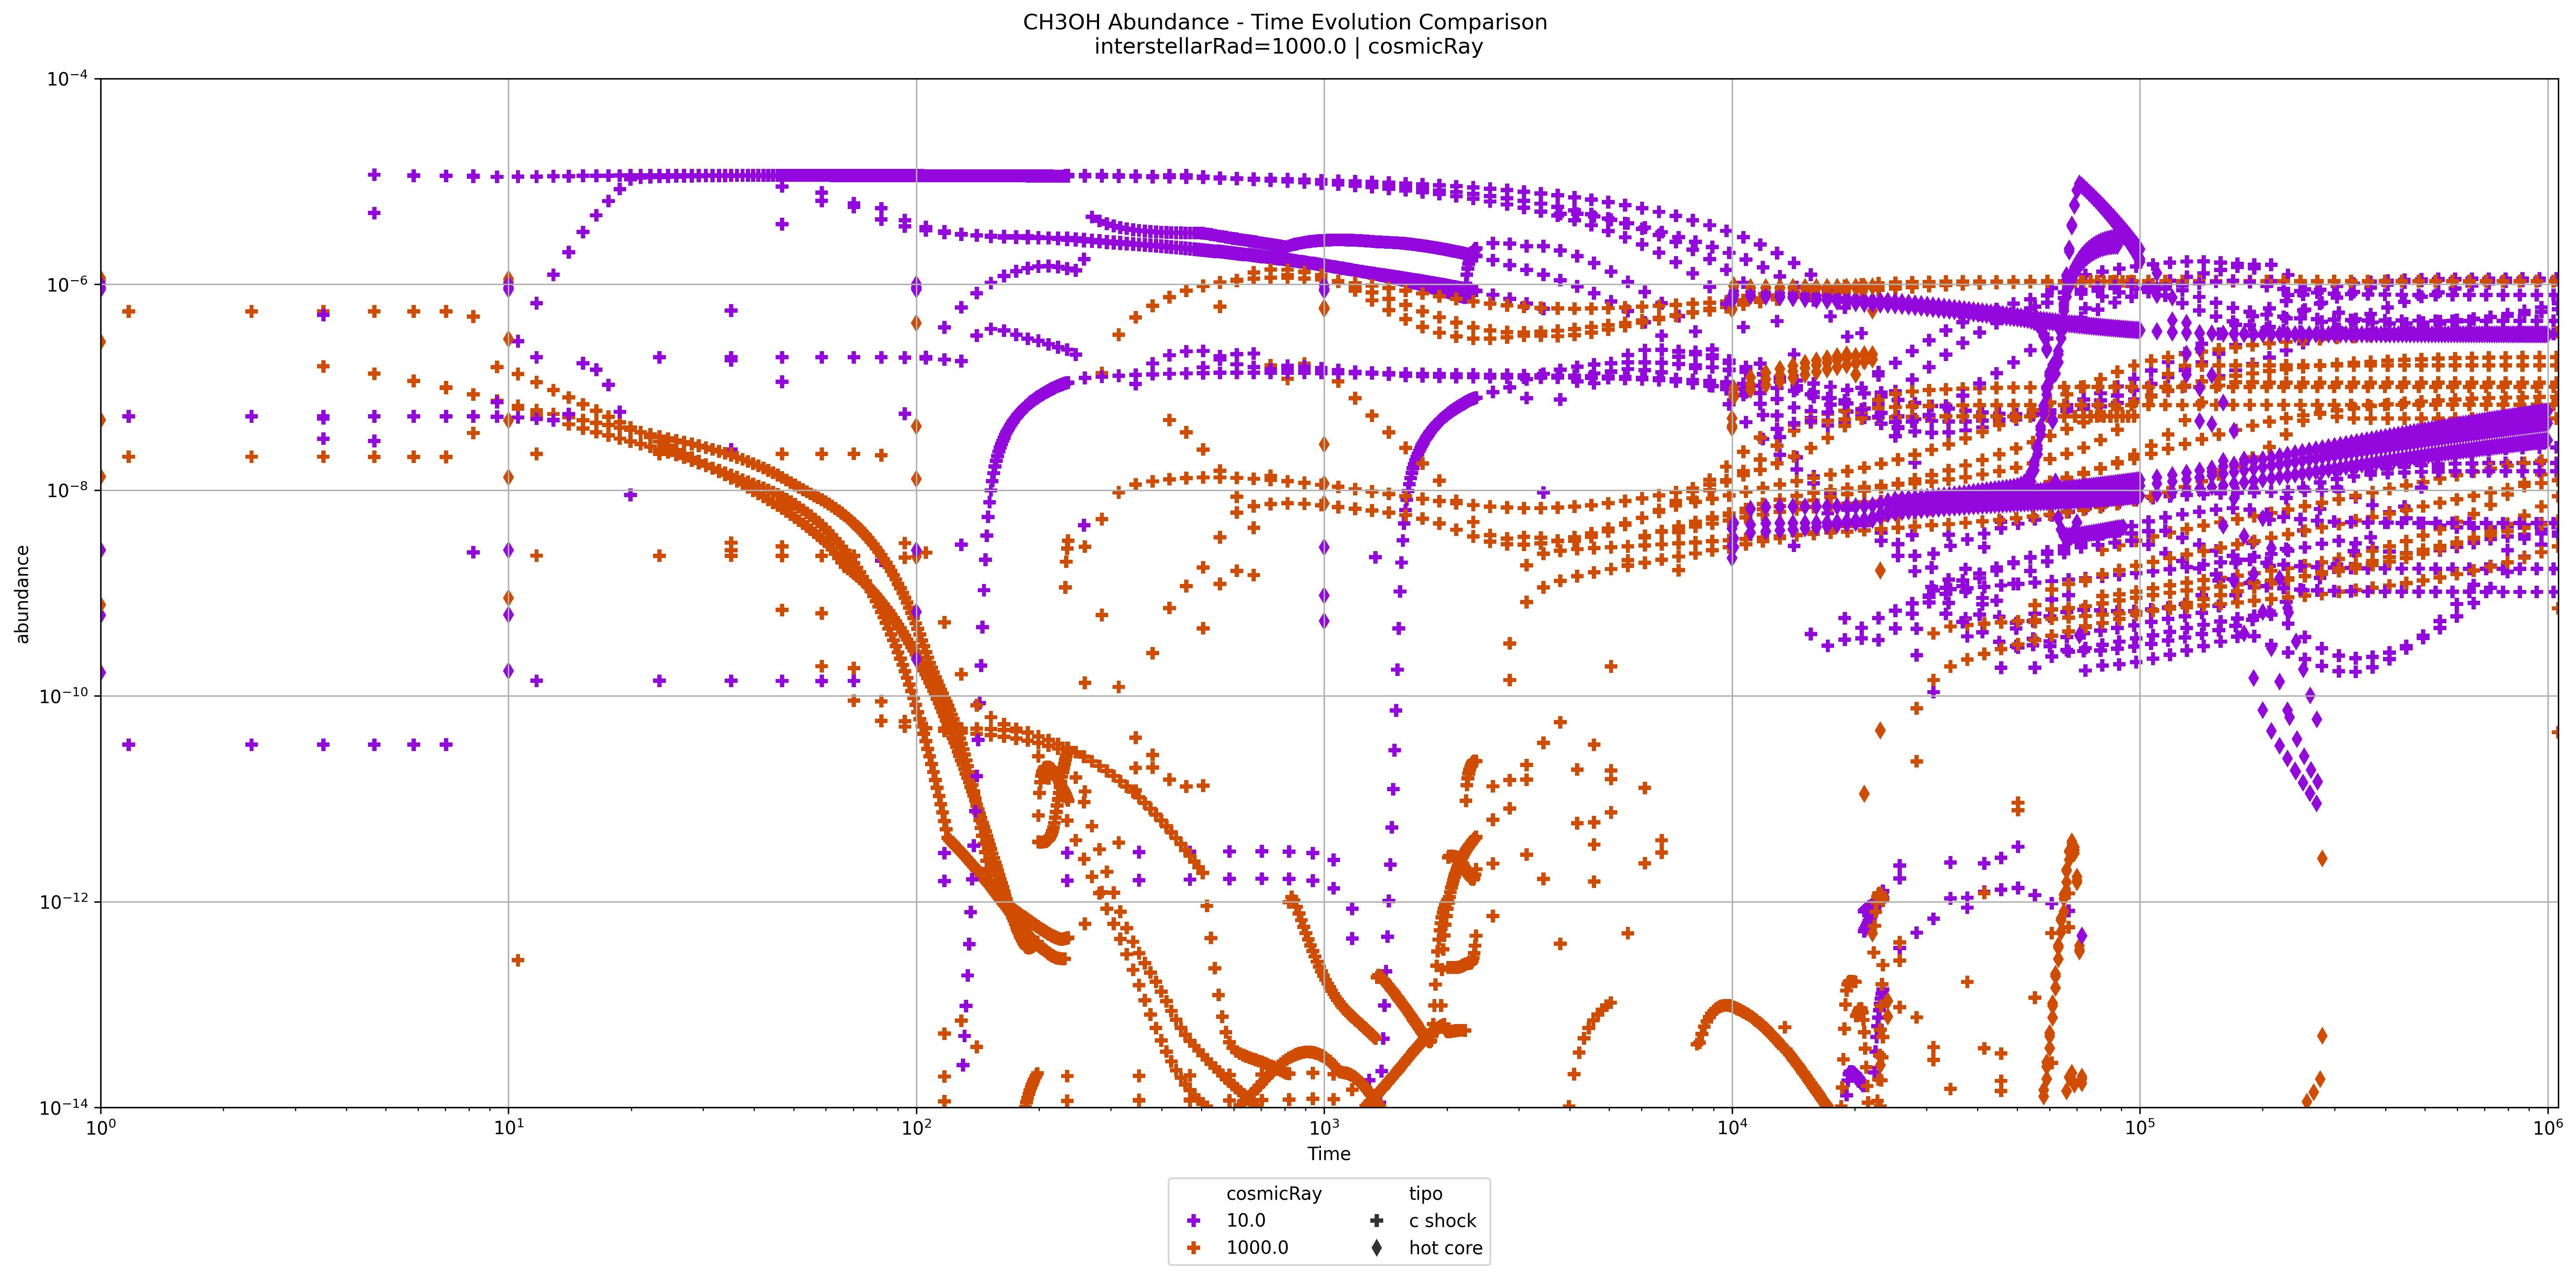 CH3OH Abundance - Time Evolution Comparison
interstellarRad=1000.0 | cosmicRay
abundance
10⁻⁴
10⁻⁶
10⁻⁸
10⁻¹⁰
10⁻¹²
10⁻¹⁴
10⁰ 10¹ 10² 10³ 10⁴ 10⁵ 10⁶
Time
cosmicRay tipo
10.0 c shock
1000.0 hot core